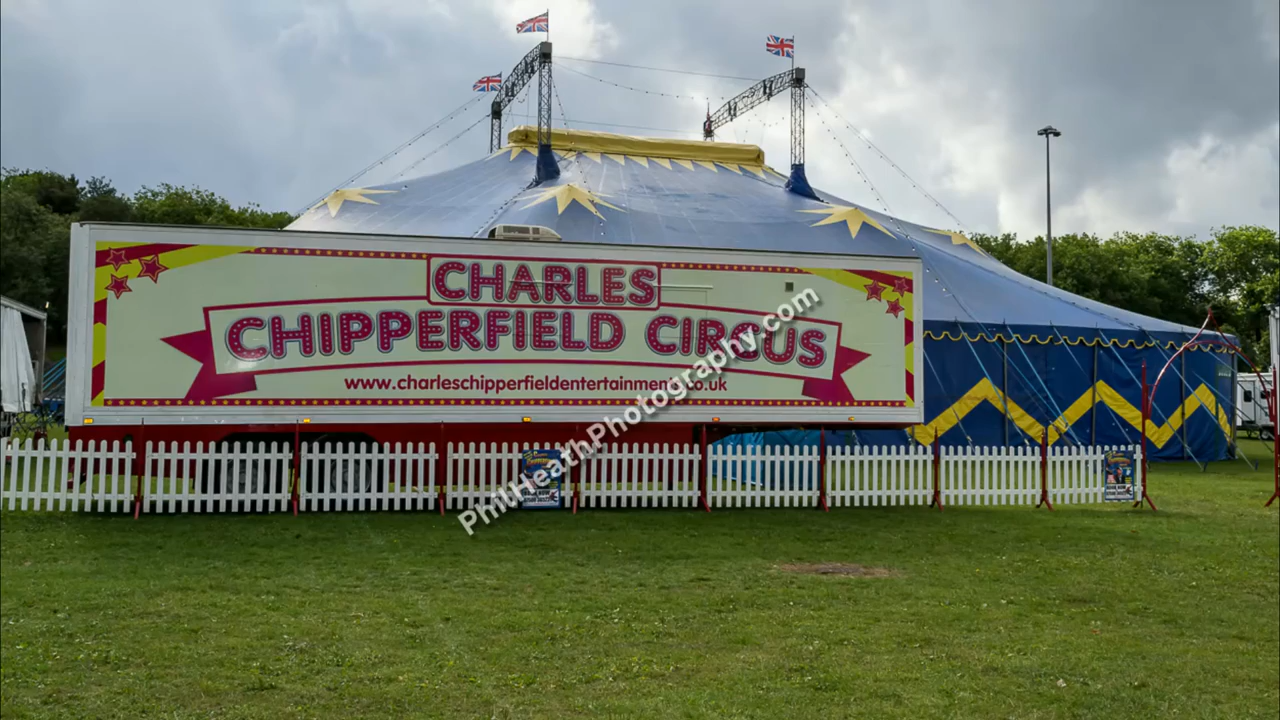 CHARLES
CHIPPERFIELD CIRCUS
www.charleschipperfieldentertainment.co.uk
PhilHeathPhotography.com